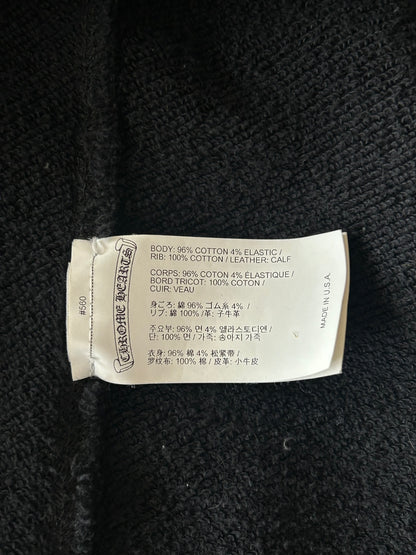 #560
CHROME HEARTS
BODY: 96% COTTON 4% ELASTIC /
RIB: 100% COTTON / LEATHER: CALF
CORPS: 96% COTON 4% ÉLASTIQUE /
BORD TRICOT: 100% COTON /
CUIR: VEAU
身ごろ: 綿 96% ゴム糸 4% /
リブ: 綿 100% /革: 子牛革
주요부: 96% 면 4% 엘라스토디엔 /
단: 100% 면 / 가죽: 송아지 가죽
衣身: 96% 棉 4% 松紧带 /
罗纹布: 100% 棉 / 皮革: 小牛皮
MADE IN U.S.A.